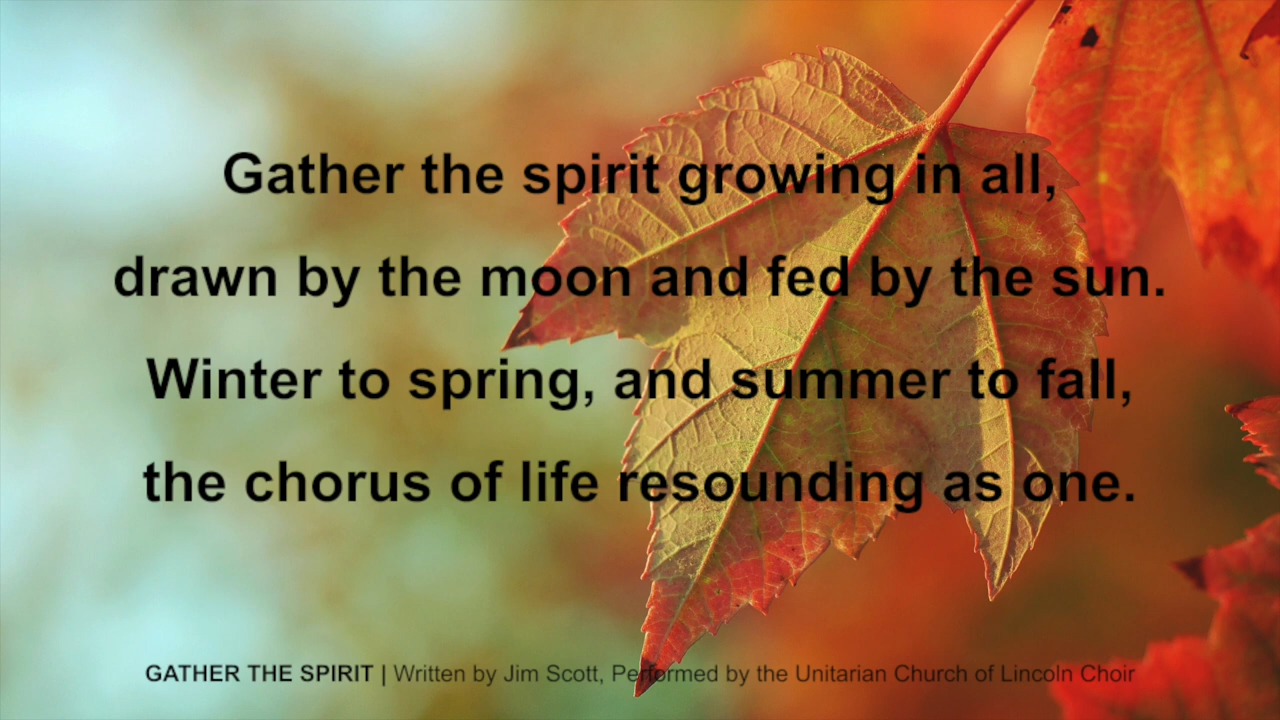 Gather the spirit growing in all,
drawn by the moon and fed by the sun.
Winter to spring, and summer to fall,
the chorus of life resounding as one.
GATHER THE SPIRIT | Written by Jim Scott, Performed by the Unitarian Church of Lincoln Choir